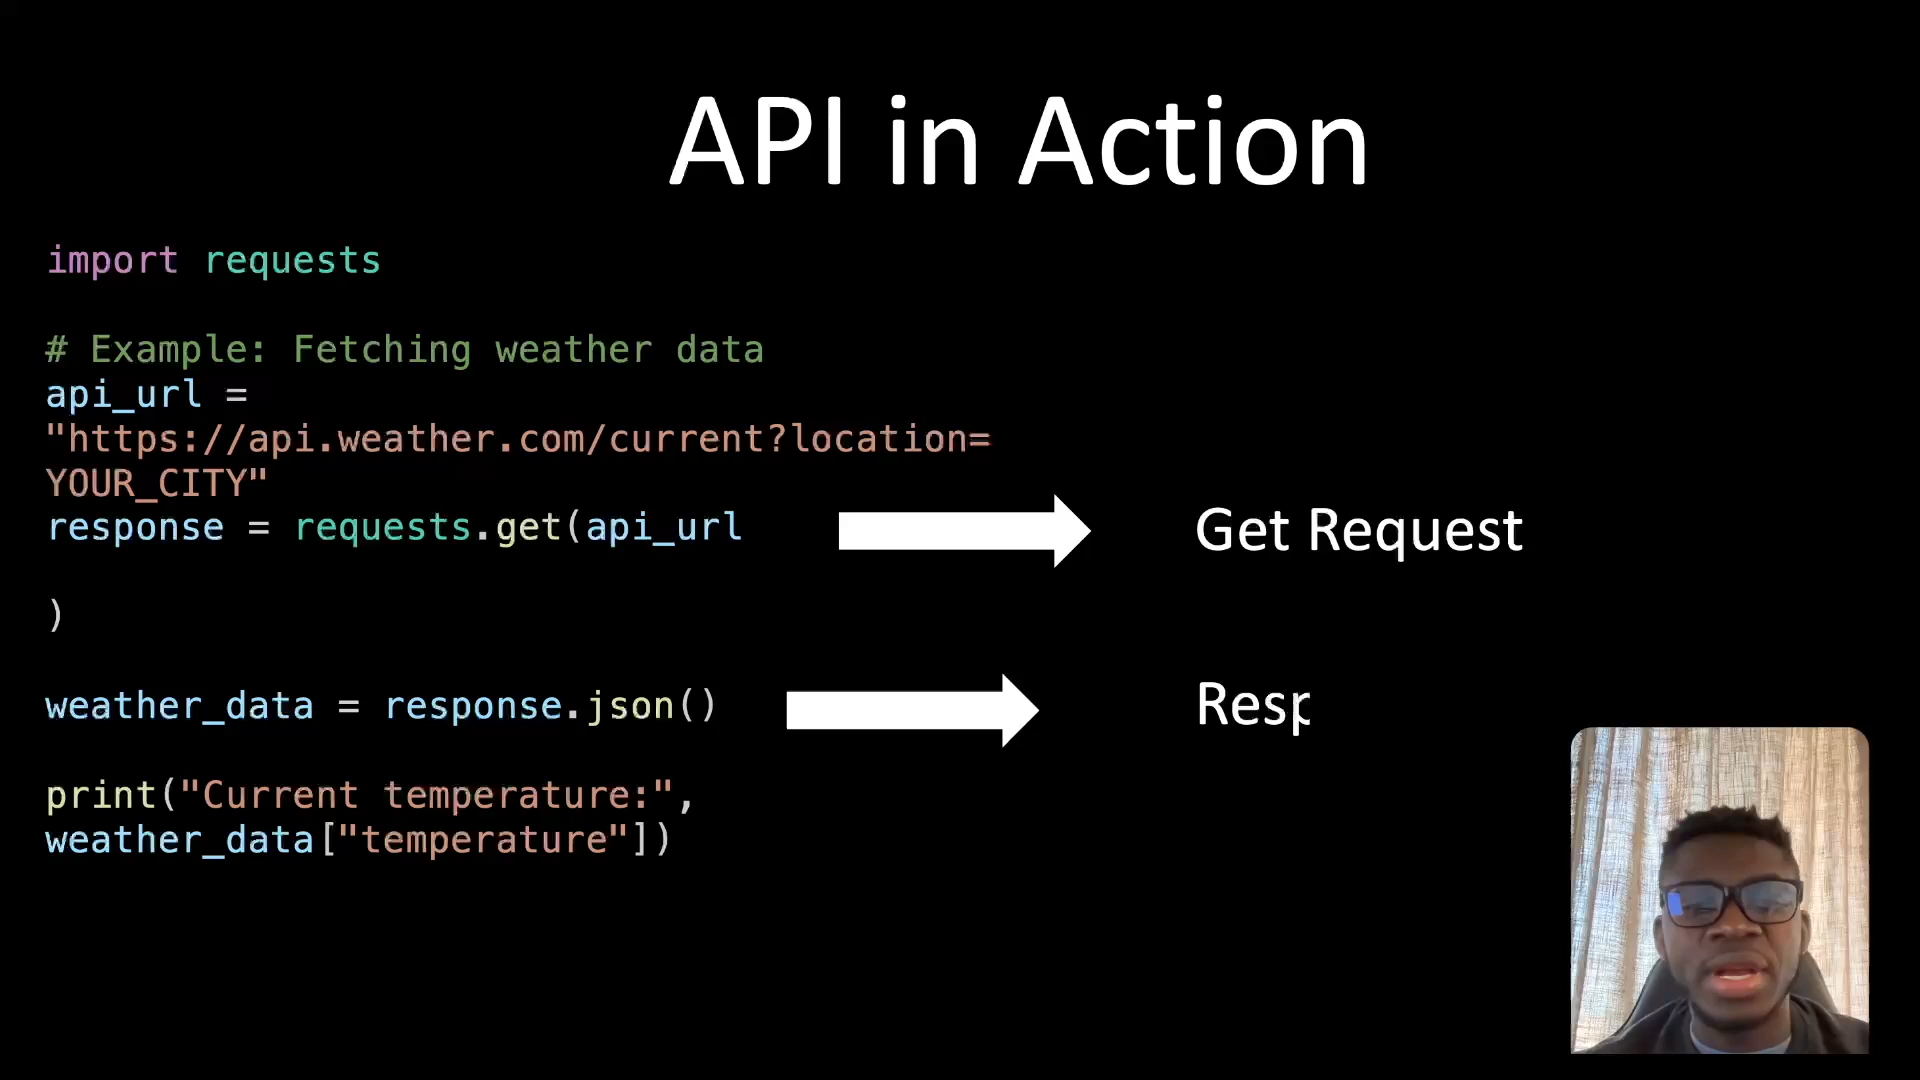 API in Action
import requests
# Example: Fetching weather data
api_url =
"https://api.weather.com/current?location=
YOUR_CITY"
response = requests.get(api_url
Get Request
)
weather_data = response.json()
Resp
print("Current temperature:",
weather_data["temperature"])